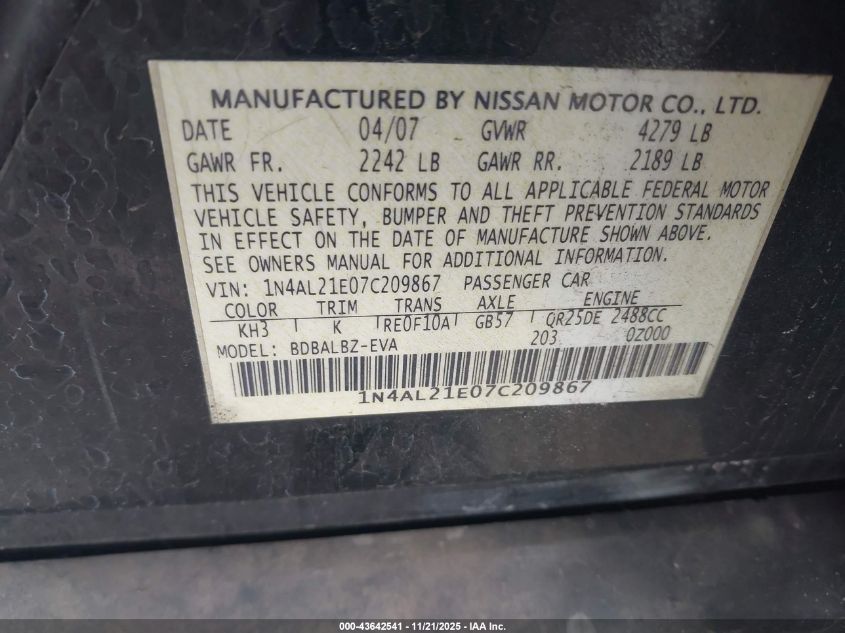 MANUFACTURED BY NISSAN MOTOR CO., LTD.
DATE 04/07 GVWR 4279 LB
GAWR FR. 2242 LB GAWR RR. 2189 LB
THIS VEHICLE CONFORMS TO ALL APPLICABLE FEDERAL MOTOR
VEHICLE SAFETY, BUMPER AND THEFT PREVENTION STANDARDS
IN EFFECT ON THE DATE OF MANUFACTURE SHOWN ABOVE.
SEE OWNERS MANUAL FOR ADDITIONAL INFORMATION.
VIN: 1N4AL21E07C209867 PASSENGER CAR
COLOR TRIM TRANS AXLE ENGINE
KH3 K RE0F10A GB57 QR25DE 2488CC
203 0Z000
MODEL: BDBALBZ-EVA
1N4AL21E07C209867
000-43642541 - 11/21/2025 - IAA Inc.